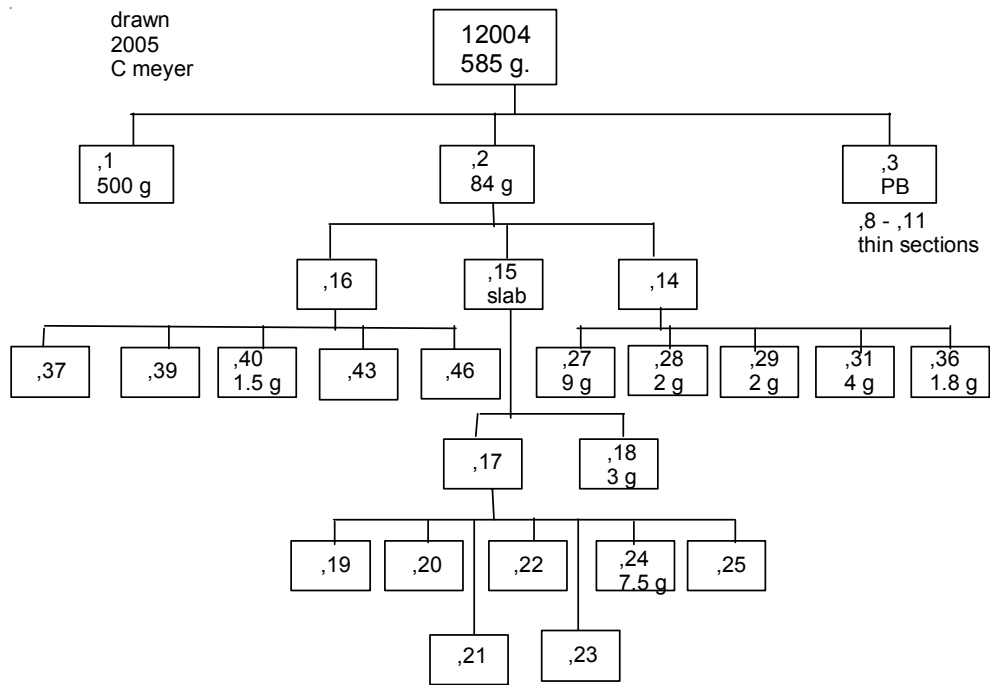 drawn
2005
C meyer
12004
585 g.
,1
500 g
,2
84 g
,3
PB
,8 - ,11
thin sections
,16
,15
slab
,14
,37
,39
,40
1.5 g
,43
,46
,27
9 g
,28
2 g
,29
2 g
,31
4 g
,36
1.8 g
,17
,18
3 g
,19
,20
,22
,24
7.5 g
,25
,21
,23